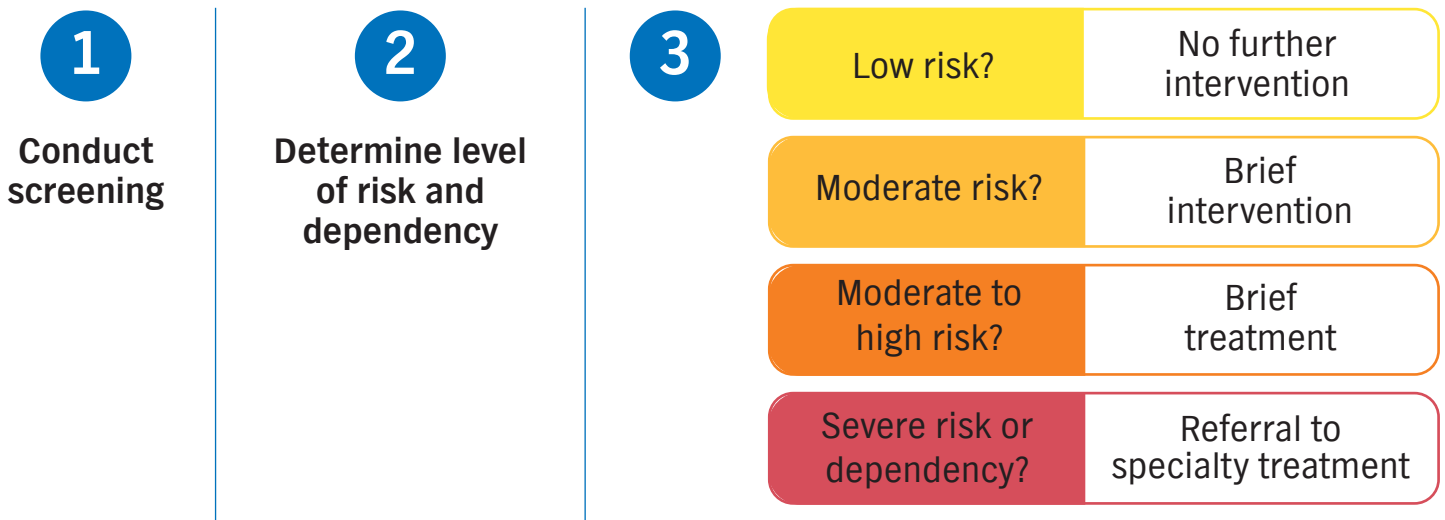 1
Conduct
screening
2
Determine level
of risk and
dependency
3
Low risk?
No further
intervention
Moderate risk?
Brief
intervention
Moderate to
high risk?
Brief
treatment
Severe risk or
dependency?
Referral to
specialty treatment